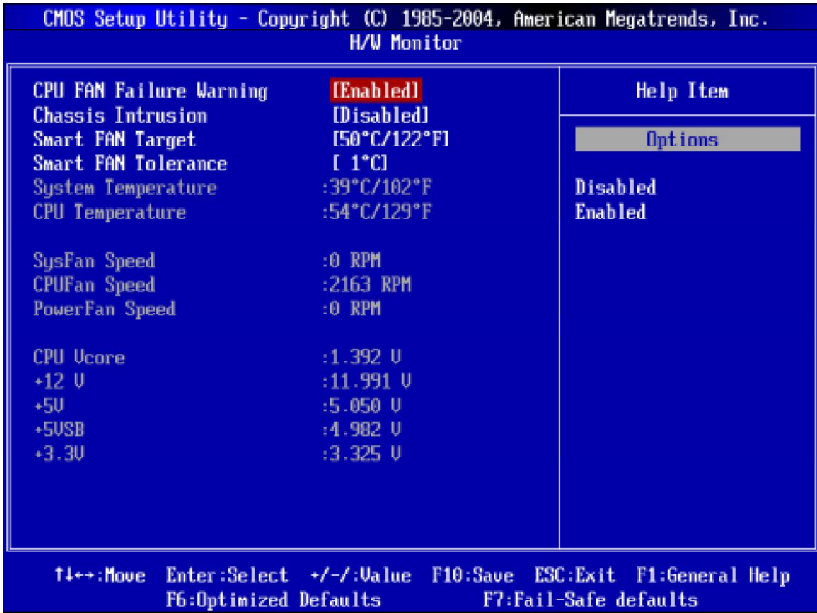 CMOS Setup Utility - Copyright (C) 1985-2004, American Megatrends, Inc.
H/W Monitor
CPU FAN Failure Warning [Enabled]
Chassis Intrusion [Disabled]
Smart FAN Target [50°C/122°F]
Smart FAN Tolerance [ 1°C]
System Temperature :39°C/102°F
CPU Temperature :54°C/129°F
SysFan Speed :0 RPM
CPUFan Speed :2163 RPM
PowerFan Speed :0 RPM
CPU Vcore :1.392 V
+12 V :11.991 V
+5V :5.050 V
+5VSB :4.982 V
+3.3V :3.325 V
Help Item
Options
Disabled
Enabled
↑↓←→:Move Enter:Select +/-/:Value F10:Save ESC:Exit F1:General Help
F6:Optimized Defaults F7:Fail-Safe defaults